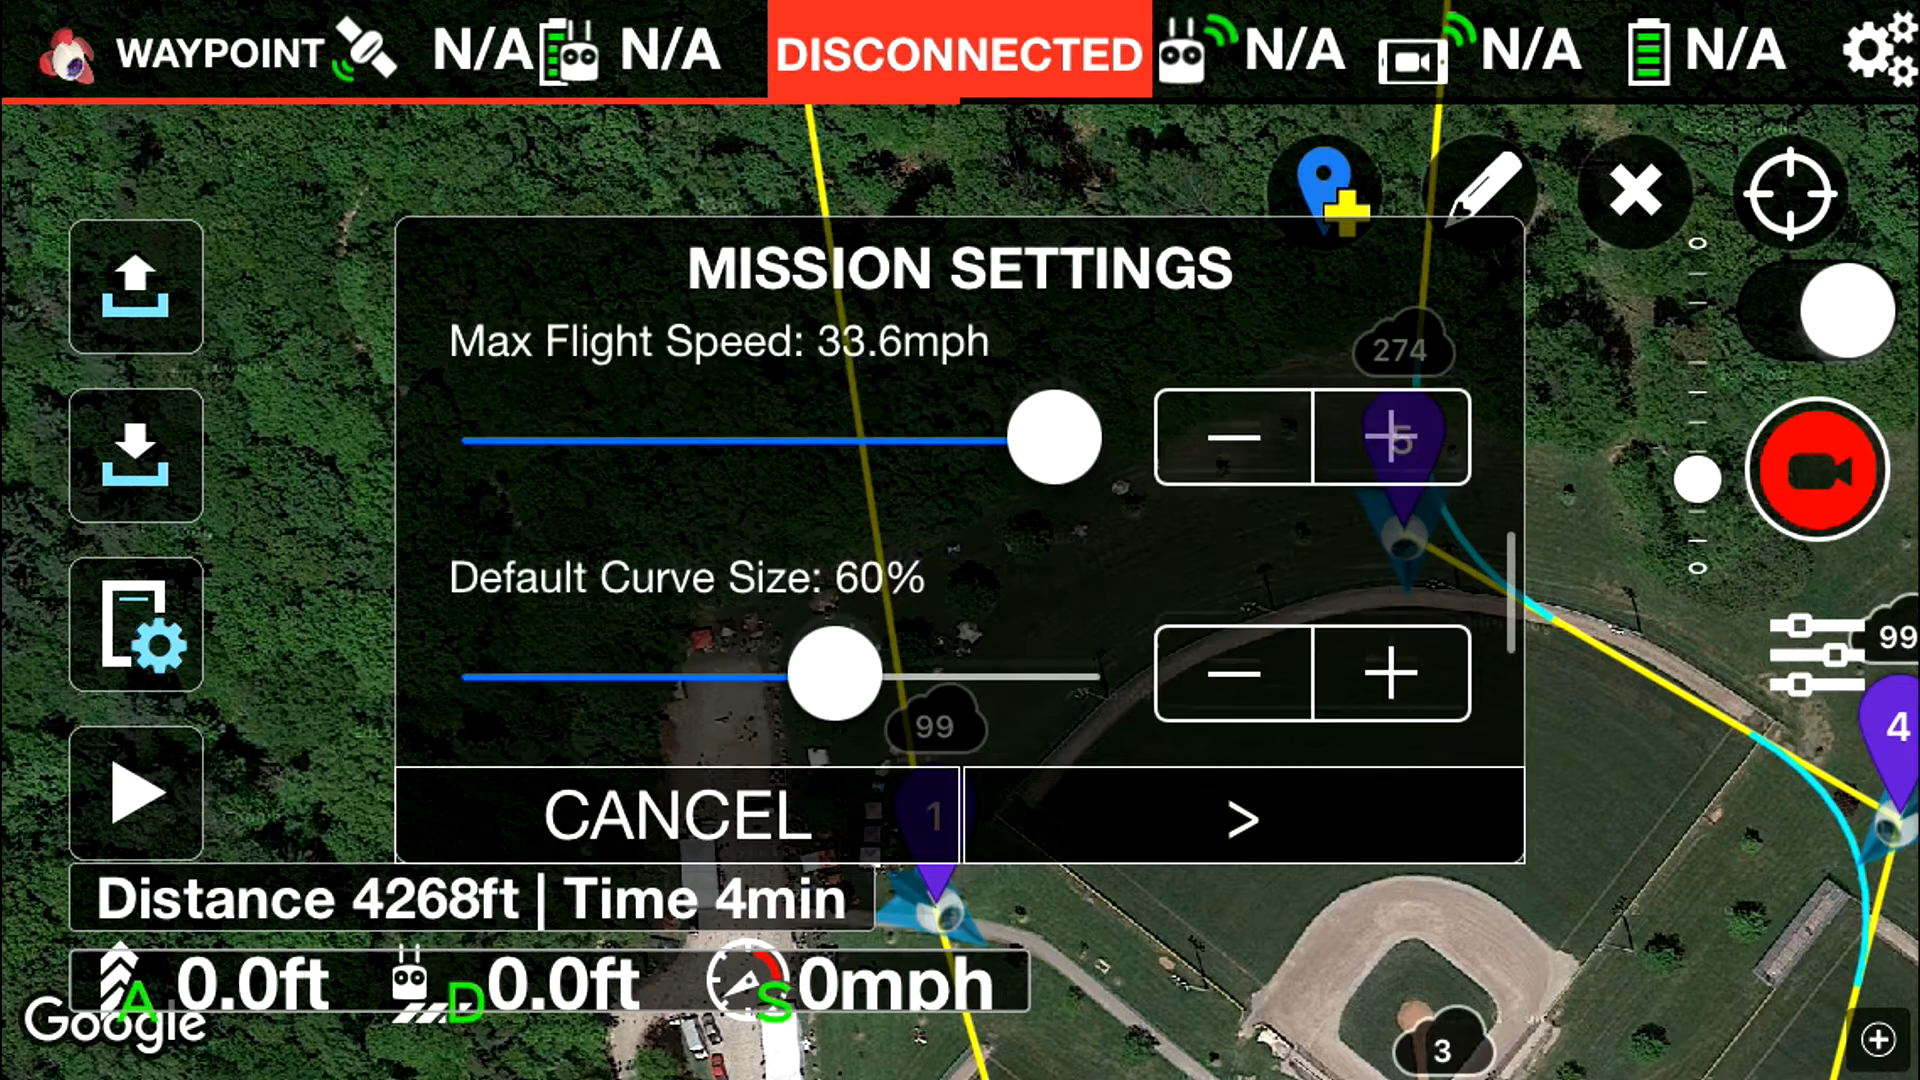 WAYPOINT N/A N/A DISCONNECTED N/A N/A N/A
MISSION SETTINGS
Max Flight Speed: 33.6mph
274
5
Default Curve Size: 60%
99
4
99
CANCEL >
1
Distance 4268ft | Time 4min
A 0.0ft D 0.0ft S 0mph
Google
3